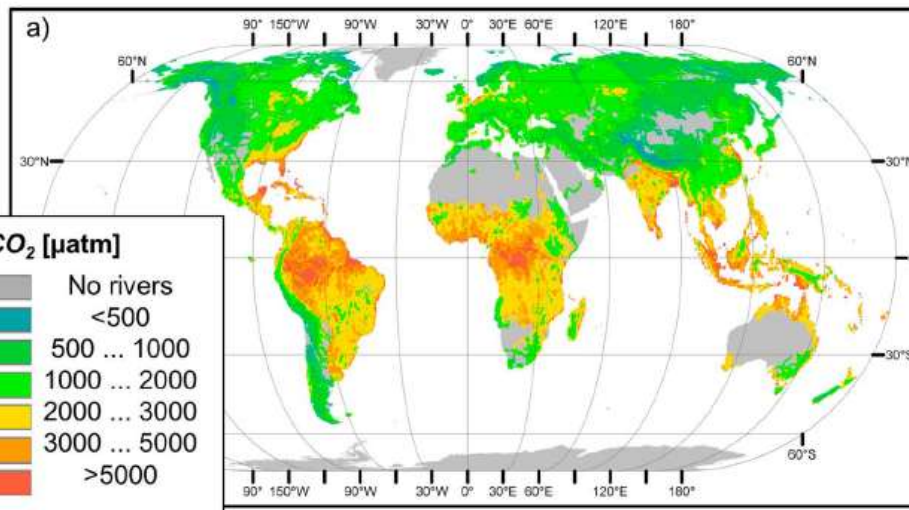 a)
90° 150°W 90°W 30°W 0° 30°E 60°E 120°E 180°
60°N 60°N
30°N
CO₂ [µatm]
No rivers
<500
500 ... 1000
1000 ... 2000
2000 ... 3000
3000 ... 5000
>5000
30°S
60°S
90° 150°W 90°W 30°W 0° 30°E 60°E 120°E 180°